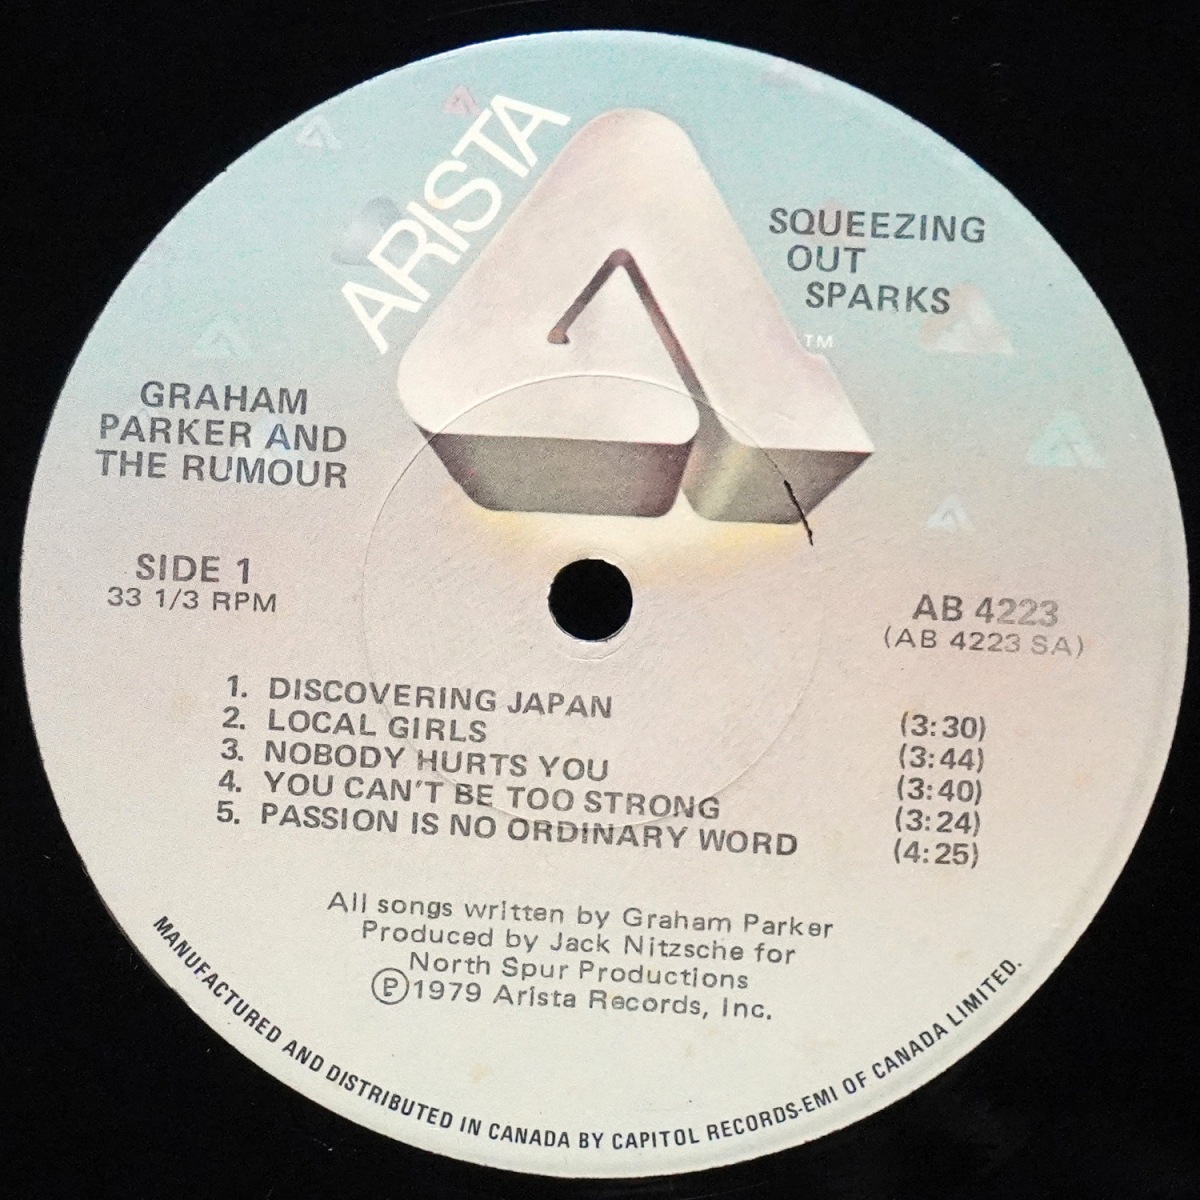 ARISTA
TM
SQUEEZING
OUT
SPARKS
GRAHAM
PARKER AND
THE RUMOUR
SIDE 1
33 1/3 RPM
AB 4223
(AB 4223 SA)
1. DISCOVERING JAPAN (3:30)
2. LOCAL GIRLS (3:44)
3. NOBODY HURTS YOU (3:40)
4. YOU CAN'T BE TOO STRONG (3:24)
5. PASSION IS NO ORDINARY WORD (4:25)
All songs written by Graham Parker
Produced by Jack Nitzsche for
North Spur Productions
Ⓟ1979 Arista Records, Inc.
MANUFACTURED AND DISTRIBUTED IN CANADA BY CAPITOL RECORDS-EMI OF CANADA LIMITED.